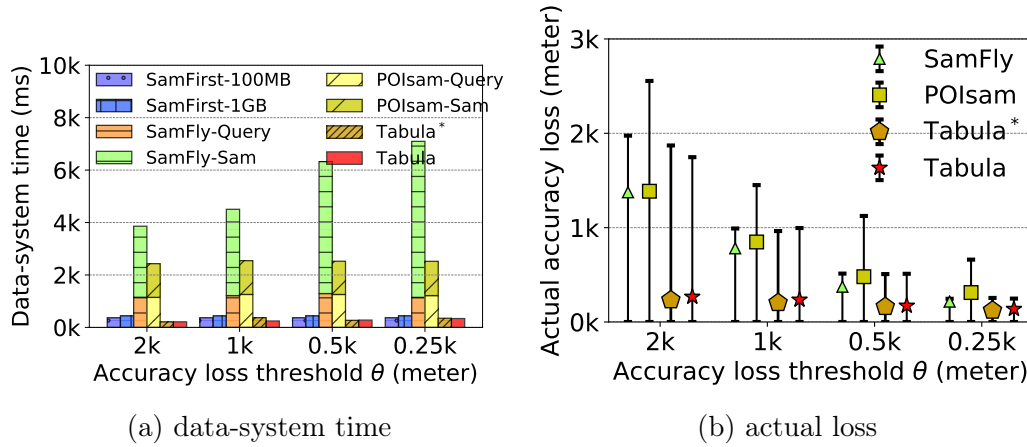 10k
8k
6k
4k
2k
0k
Data-system time (ms)
SamFirst-100MB
SamFirst-1GB
SamFly-Query
SamFly-Sam
POIsam-Query
POIsam-Sam
Tabula*
Tabula
2k 1k 0.5k 0.25k
Accuracy loss threshold θ (meter)
(a) data-system time
3k
2k
1k
0k
Actual accuracy loss (meter)
SamFly
POIsam
Tabula*
Tabula
2k 1k 0.5k 0.25k
Accuracy loss threshold θ (meter)
(b) actual loss